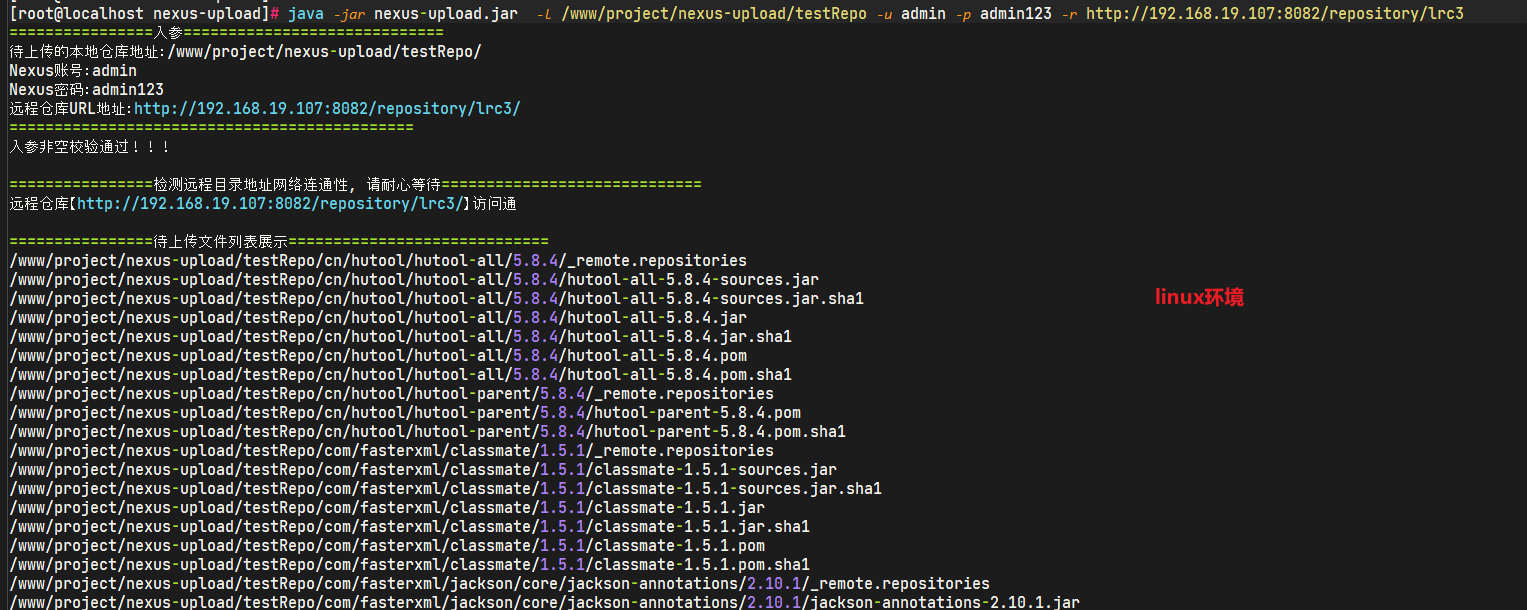 [root@localhost nexus-upload]# java -jar nexus-upload.jar  -l /www/project/nexus-upload/testRepo -u admin -p admin123 -r http://192.168.19.107:8082/repository/lrc3
================入参=============================
待上传的本地仓库地址:/www/project/nexus-upload/testRepo/
Nexus账号:admin
Nexus密码:admin123
远程仓库URL地址:http://192.168.19.107:8082/repository/lrc3/
=============================================
入参非空校验通过！！！
================检测远程目录地址网络连通性, 请耐心等待=============================
远程仓库【http://192.168.19.107:8082/repository/lrc3/】访问通
================待上传文件列表展示=============================
/www/project/nexus-upload/testRepo/cn/hutool/hutool-all/5.8.4/_remote.repositories
/www/project/nexus-upload/testRepo/cn/hutool/hutool-all/5.8.4/hutool-all-5.8.4-sources.jar
/www/project/nexus-upload/testRepo/cn/hutool/hutool-all/5.8.4/hutool-all-5.8.4-sources.jar.sha1
linux环境
/www/project/nexus-upload/testRepo/cn/hutool/hutool-all/5.8.4/hutool-all-5.8.4.jar
/www/project/nexus-upload/testRepo/cn/hutool/hutool-all/5.8.4/hutool-all-5.8.4.jar.sha1
/www/project/nexus-upload/testRepo/cn/hutool/hutool-all/5.8.4/hutool-all-5.8.4.pom
/www/project/nexus-upload/testRepo/cn/hutool/hutool-all/5.8.4/hutool-all-5.8.4.pom.sha1
/www/project/nexus-upload/testRepo/cn/hutool/hutool-parent/5.8.4/_remote.repositories
/www/project/nexus-upload/testRepo/cn/hutool/hutool-parent/5.8.4/hutool-parent-5.8.4.pom
/www/project/nexus-upload/testRepo/cn/hutool/hutool-parent/5.8.4/hutool-parent-5.8.4.pom.sha1
/www/project/nexus-upload/testRepo/com/fasterxml/classmate/1.5.1/_remote.repositories
/www/project/nexus-upload/testRepo/com/fasterxml/classmate/1.5.1/classmate-1.5.1-sources.jar
/www/project/nexus-upload/testRepo/com/fasterxml/classmate/1.5.1/classmate-1.5.1-sources.jar.sha1
/www/project/nexus-upload/testRepo/com/fasterxml/classmate/1.5.1/classmate-1.5.1.jar
/www/project/nexus-upload/testRepo/com/fasterxml/classmate/1.5.1/classmate-1.5.1.jar.sha1
/www/project/nexus-upload/testRepo/com/fasterxml/classmate/1.5.1/classmate-1.5.1.pom
/www/project/nexus-upload/testRepo/com/fasterxml/classmate/1.5.1/classmate-1.5.1.pom.sha1
/www/project/nexus-upload/testRepo/com/fasterxml/jackson/core/jackson-annotations/2.10.1/_remote.repositories
/www/project/nexus-upload/testRepo/com/fasterxml/jackson/core/jackson-annotations/2.10.1/jackson-annotations-2.10.1.jar